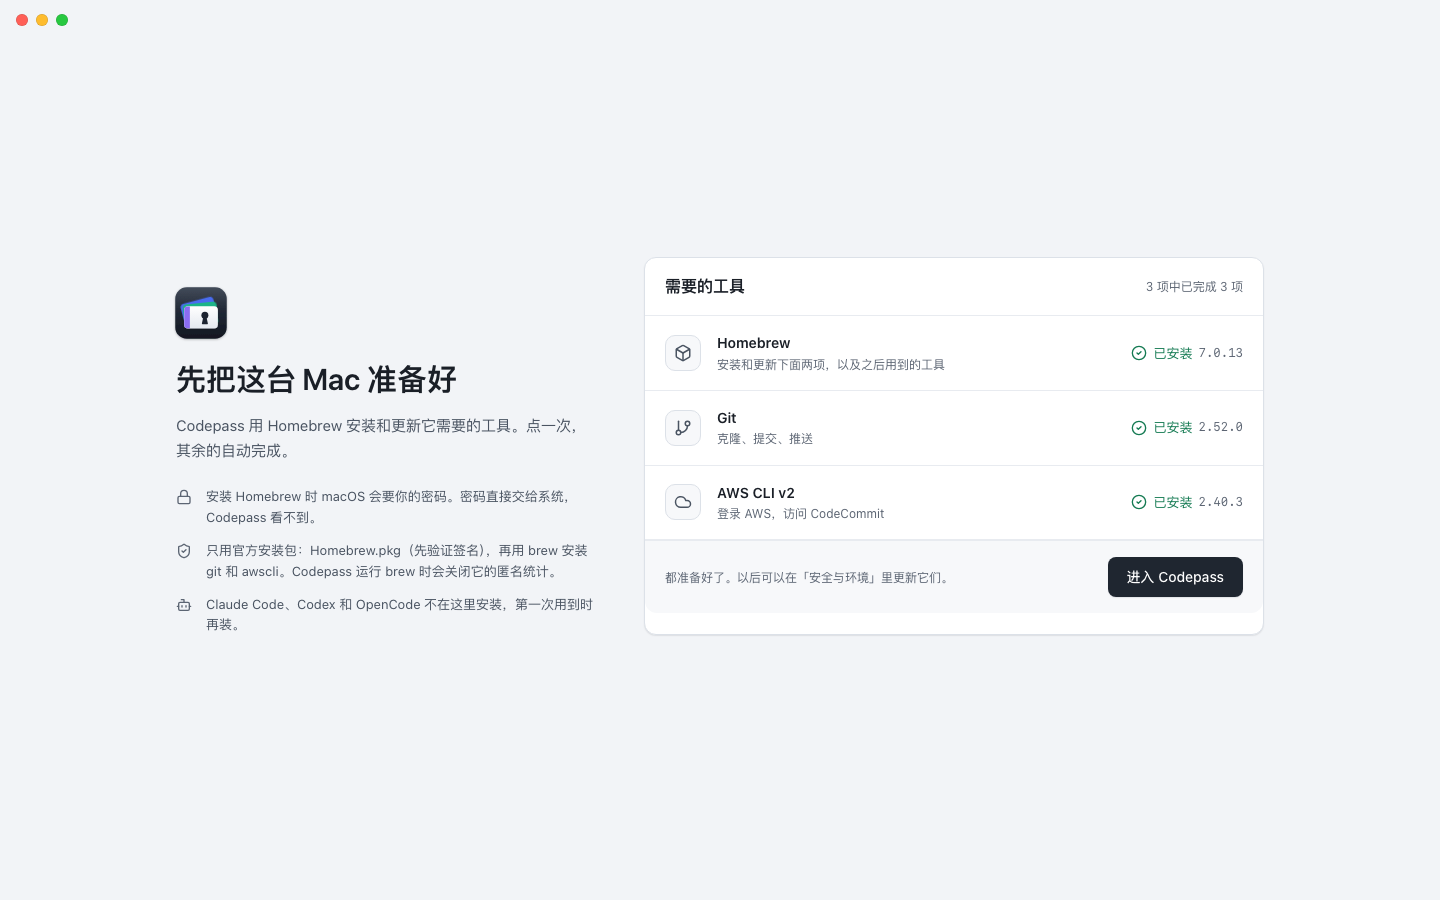 先把这台 Mac 准备好
Codepass 用 Homebrew 安装和更新它需要的工具。点一次，
其余的自动完成。
安装 Homebrew 时 macOS 会要你的密码。密码直接交给系统，
Codepass 看不到。
只用官方安装包：Homebrew.pkg（先验证签名），再用 brew 安装
git 和 awscli。Codepass 运行 brew 时会关闭它的匿名统计。
Claude Code、Codex 和 OpenCode 不在这里安装，第一次用到时
再装。
需要的工具
3 项中已完成 3 项
Homebrew
安装和更新下面两项，以及之后用到的工具
已安装 7.0.13
Git
克隆、提交、推送
已安装 2.52.0
AWS CLI v2
登录 AWS，访问 CodeCommit
已安装 2.40.3
都准备好了。以后可以在「安全与环境」里更新它们。
进入 Codepass